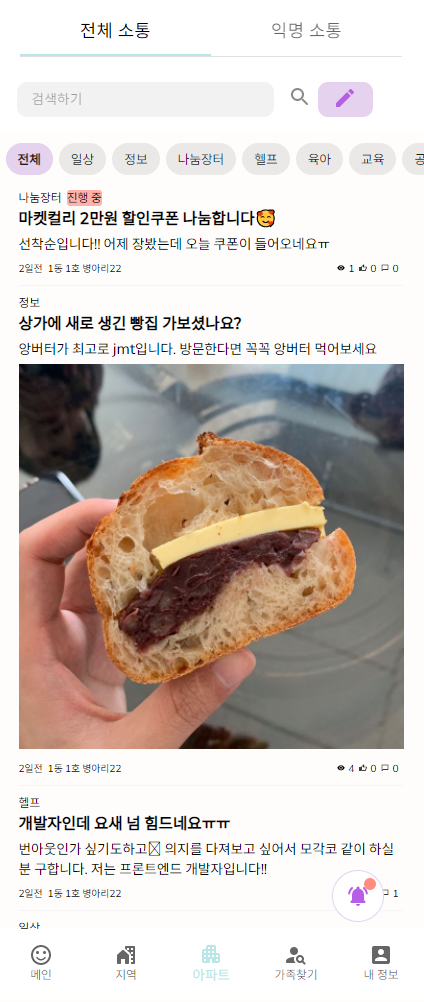 전체 소통
익명 소통
검색하기
전체
일상
정보
나눔장터
헬프
육아
교육
나눔장터 진행 중
마켓컬리 2만원 할인쿠폰 나눔합니다🥰
선착순입니다!! 어제 장봤는데 오늘 쿠폰이 들어오네요ㅠ
2일전 1동 1호 병아리22
1 0 0
정보
상가에 새로 생긴 빵집 가보셨나요?
앙버터가 최고로 jmt입니다. 방문한다면 꼭꼭 앙버터 먹어보세요
2일전 1동 1호 병아리22
4 0 0
헬프
개발자인데 요새 넘 힘드네요ㅠㅠ
번아웃인가 싶기도하고 의지를 다져보고 싶어서 모각코 같이 하실
분 구합니다. 저는 프론트엔드 개발자입니다!!
2일전 1동 1호 병아리22
1
일상
메인
지역
아파트
가족찾기
내 정보